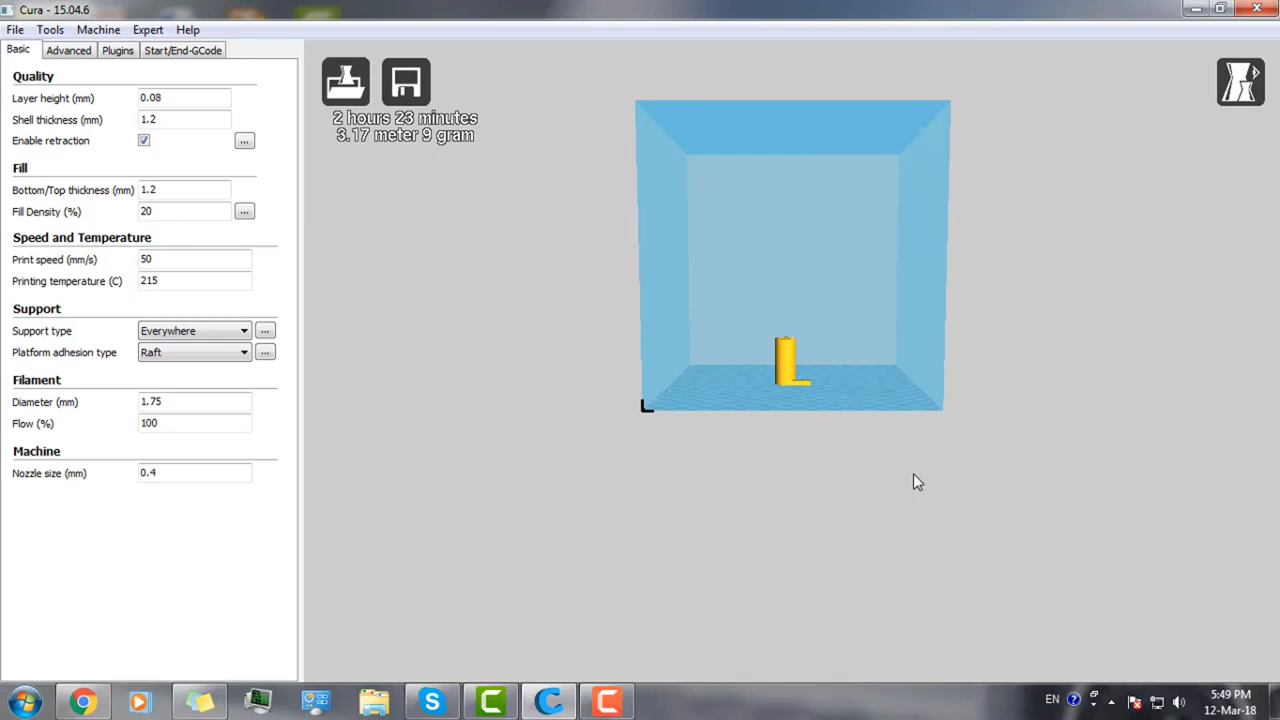 Cura - 15.04.6
File Tools Machine Expert Help
Basic Advanced Plugins Start/End-GCode
Quality
Layer height (mm) 0.08
Shell thickness (mm) 1.2
Enable retraction ...
Fill
Bottom/Top thickness (mm) 1.2
Fill Density (%) 20 ...
Speed and Temperature
Print speed (mm/s) 50
Printing temperature (C) 215
Support
Support type Everywhere ...
Platform adhesion type Raft ...
Filament
Diameter (mm) 1.75
Flow (%) 100
Machine
Nozzle size (mm) 0.4
2 hours 23 minutes
3.17 meter 9 gram
EN
5:49 PM
12-Mar-18